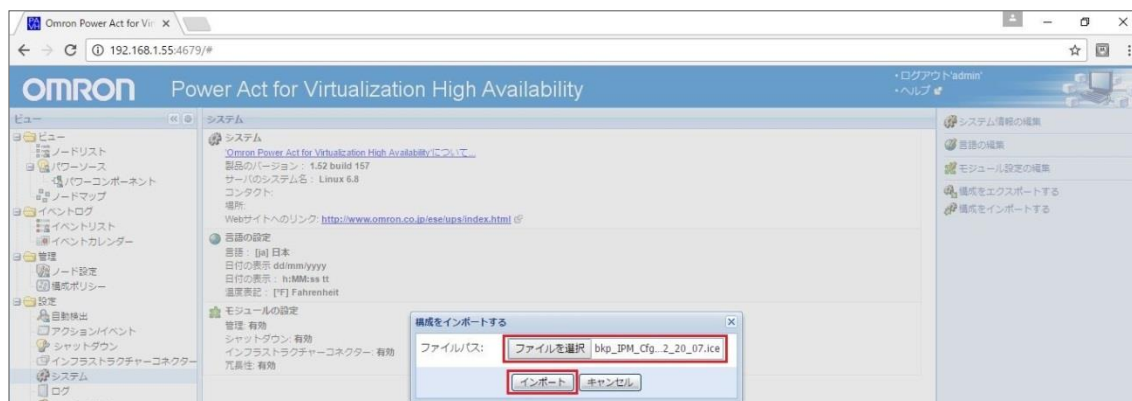 Omron Power Act for Vir
192.168.1.55:4679/#
OMRON Power Act for Virtualization High Availability
・ログアウト'admin'
・ヘルプ
ビュー
ビュー
ノードリスト
パワーソース
パワーコンポーネント
ノードマップ
イベントログ
イベントリスト
イベントカレンダー
管理
ノード設定
構成ポリシー
設定
自動検出
アクション/イベント
シャットダウン
インフラストラクチャーコネクター
システム
ログ
システム
システム
'Omron Power Act for Virtualization High Availability'について...
製品のバージョン : 1.52 build 157
サーバのシステム名 : Linux 6.8
コンタクト:
場所:
Webサイトへのリンク: http://www.omron.co.jp/ese/ups/index.html
言語の設定
言語 : [ja] 日本
日付の表示 dd/mm/yyyy
日付の表示 : h:MM:ss tt
温度表記 : [°F] Fahrenheit
モジュールの設定
管理: 有効
シャットダウン: 有効
インフラストラクチャーコネクター: 有効
冗長性: 有効
システム情報の編集
言語の編集
モジュール設定の編集
構成をエクスポートする
構成をインポートする
構成をインポートする
ファイルパス: ファイルを選択 bkp_IPM_Cfg...2_20_07.ice
インポート キャンセル